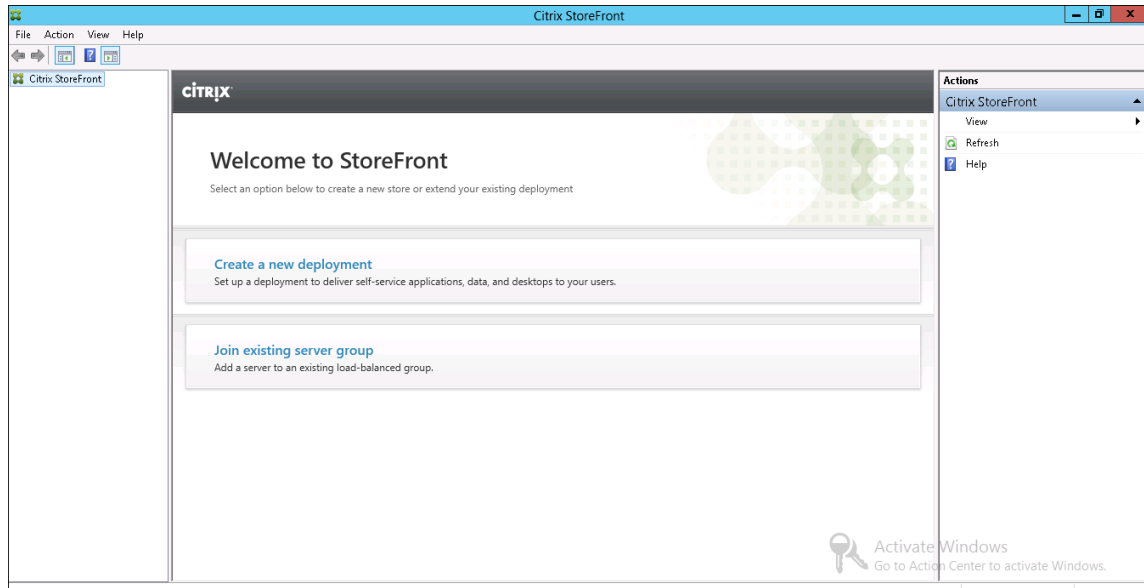 Citrix StoreFront
File Action View Help
Citrix StoreFront
CITRIX
Welcome to StoreFront
Select an option below to create a new store or extend your existing deployment
Create a new deployment
Set up a deployment to deliver self-service applications, data, and desktops to your users.
Join existing server group
Add a server to an existing load-balanced group.
Actions
Citrix StoreFront
View
Refresh
Help
Activate Windows
Go to Action Center to activate Windows.